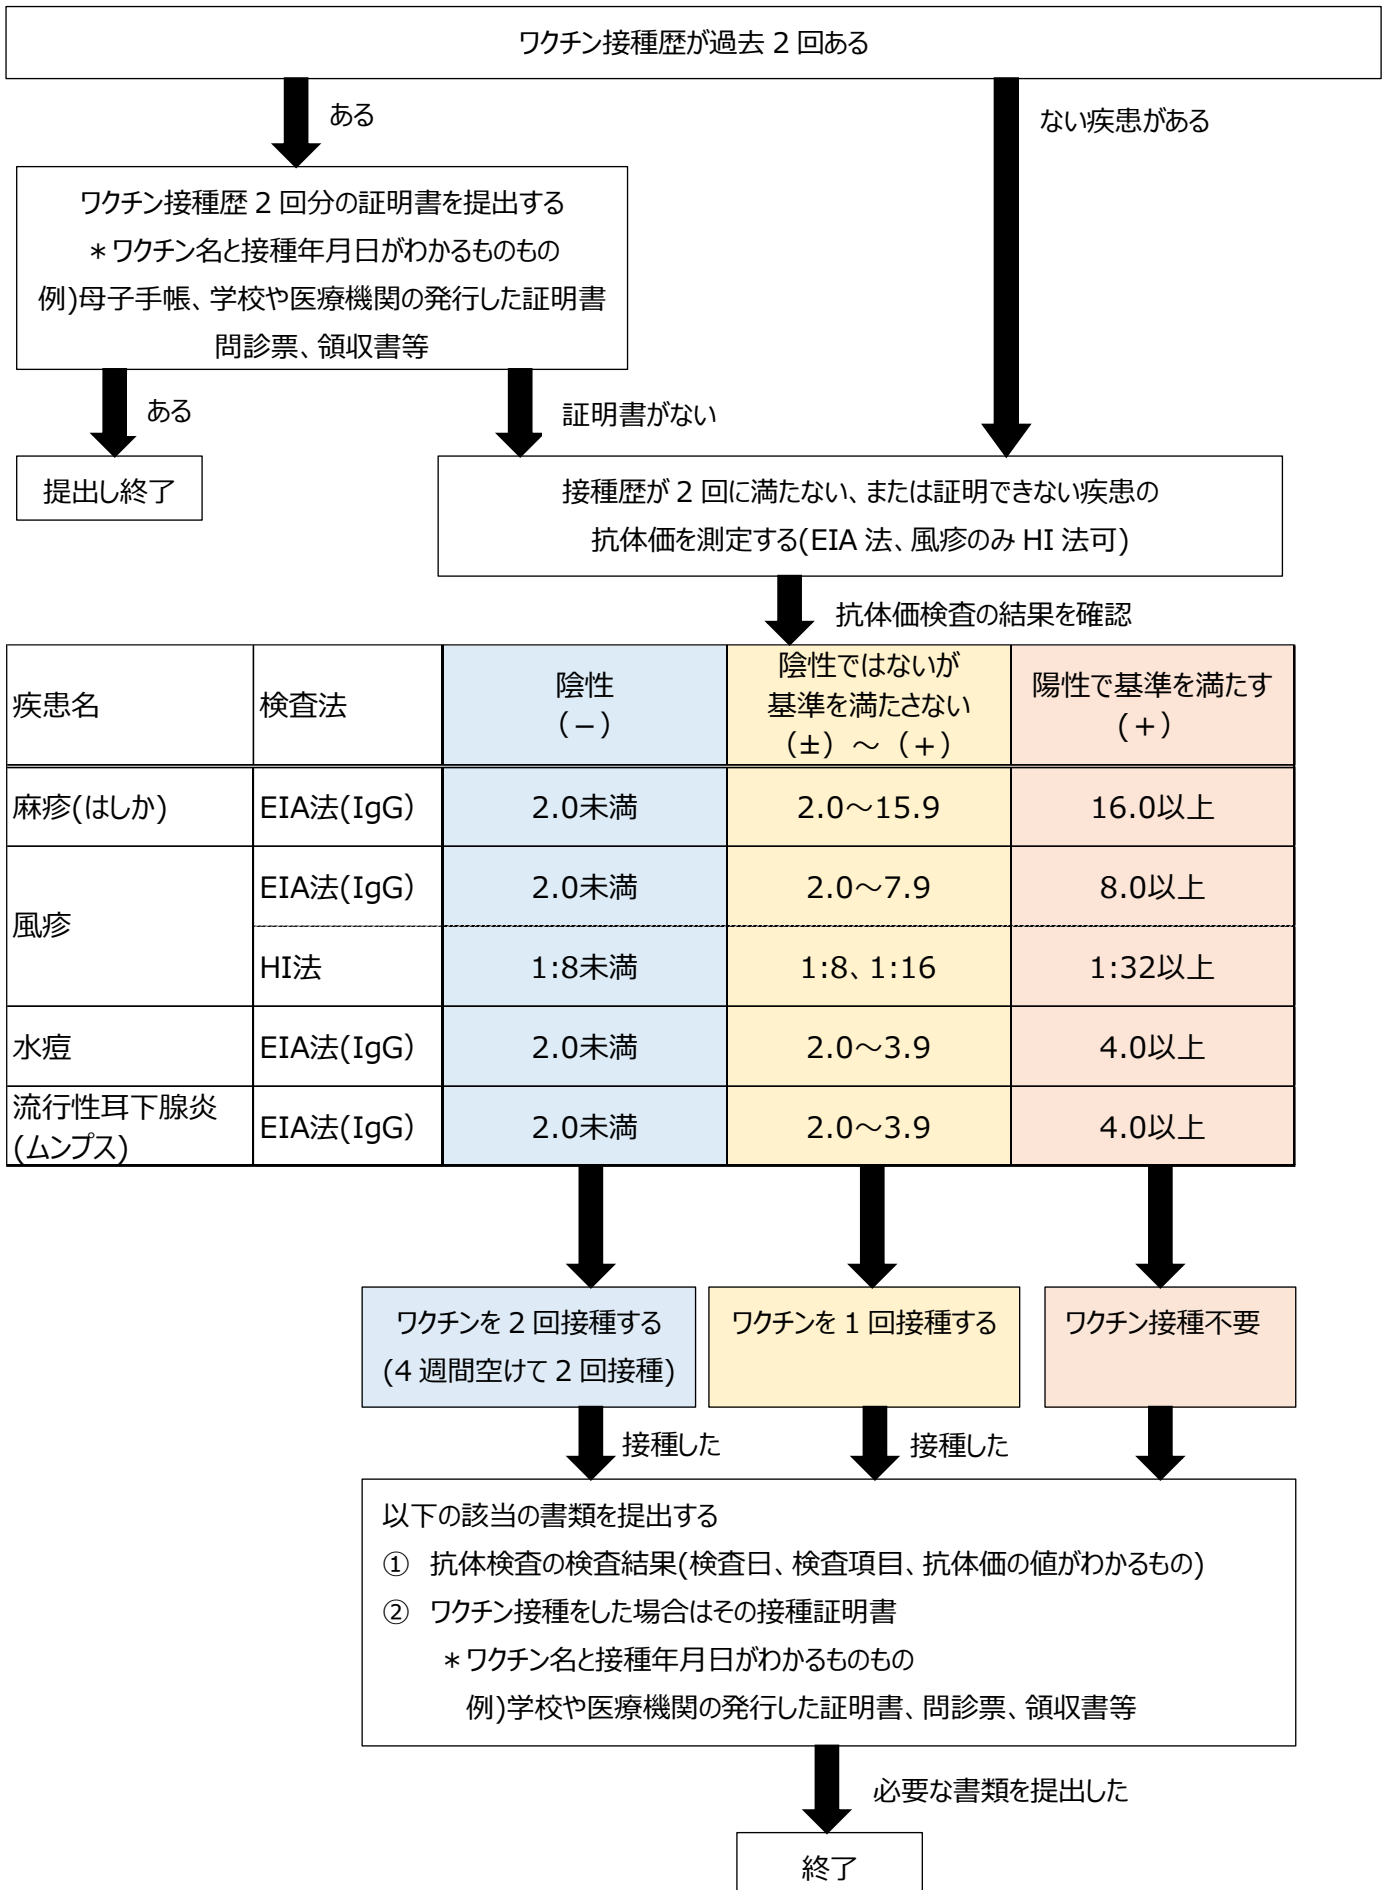 ワクチン接種歴が過去 2 回ある
ある
ない疾患がある
ワクチン接種歴 2 回分の証明書を提出する
＊ワクチン名と接種年月日がわかるものもの
例)母子手帳、学校や医療機関の発行した証明書
問診票、領収書等
ある
証明書がない
提出し終了
接種歴が 2 回に満たない、または証明できない疾患の
抗体価を測定する(EIA 法、風疹のみ HI 法可)
抗体価検査の結果を確認
疾患名
検査法
陰性
（－）
陰性ではないが
基準を満たさない
（±）～（+）
陽性で基準を満たす
（+）
麻疹(はしか)
EIA法(IgG）
2.0未満
2.0～15.9
16.0以上
風疹
EIA法(IgG）
2.0未満
2.0～7.9
8.0以上
HI法
1:8未満
1:8、1:16
1:32以上
水痘
EIA法(IgG）
2.0未満
2.0～3.9
4.0以上
流行性耳下腺炎
(ムンプス)
EIA法(IgG）
2.0未満
2.0～3.9
4.0以上
ワクチンを 2 回接種する
(4 週間空けて 2 回接種)
ワクチンを 1 回接種する
ワクチン接種不要
接種した
接種した
以下の該当の書類を提出する
① 抗体検査の検査結果(検査日、検査項目、抗体価の値がわかるもの)
② ワクチン接種をした場合はその接種証明書
＊ワクチン名と接種年月日がわかるものもの
例)学校や医療機関の発行した証明書、問診票、領収書等
必要な書類を提出した
終了